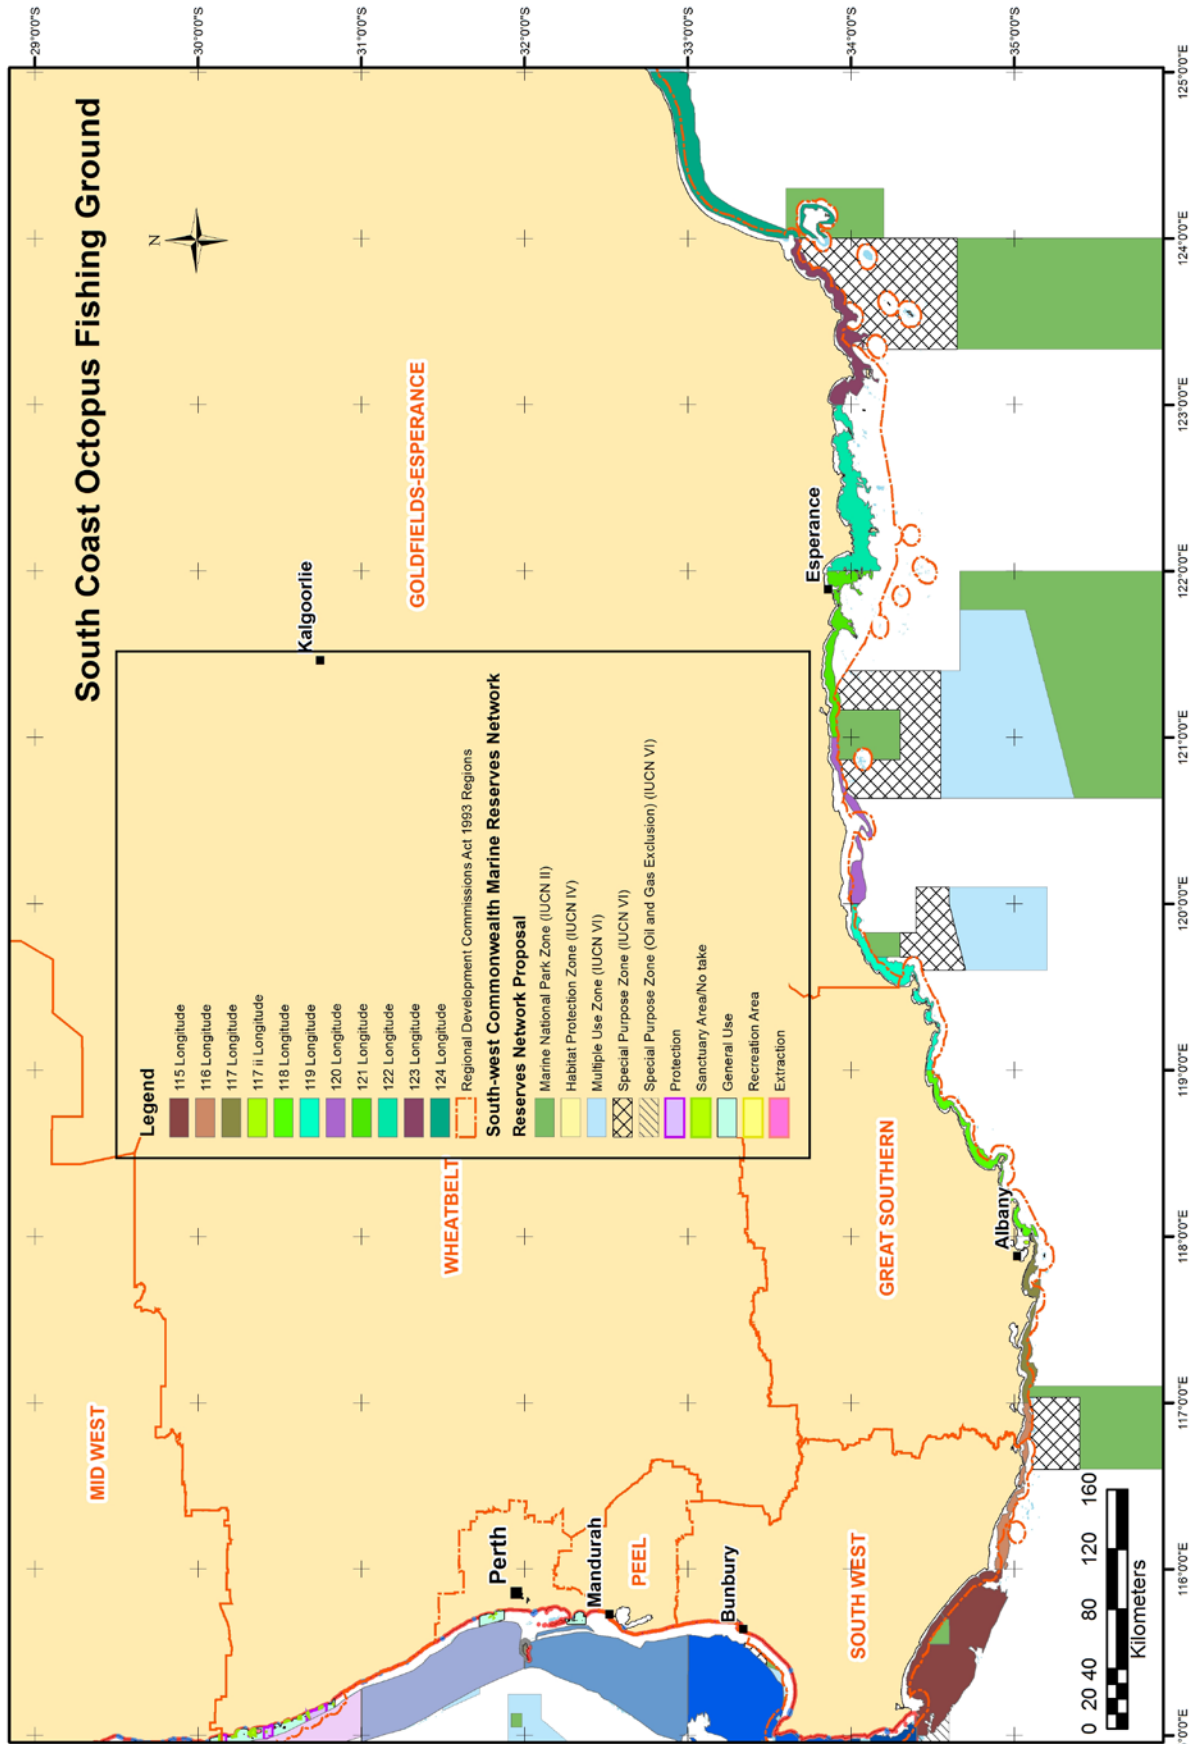 South Coast Octopus Fishing Ground
N
MID WEST
WHEATBELT
GOLDFIELDS-ESPERANCE
Kalgoorlie
Perth
Mandurah
PEEL
Bunbury
SOUTH WEST
GREAT SOUTHERN
Albany
Esperance
Legend
115 Longitude
116 Longitude
117 Longitude
117 ii Longitude
118 Longitude
119 Longitude
120 Longitude
121 Longitude
122 Longitude
123 Longitude
124 Longitude
Regional Development Commissions Act 1993 Regions
South-west Commonwealth Marine Reserves Network
Reserves Network Proposal
Marine National Park Zone (IUCN II)
Habitat Protection Zone (IUCN IV)
Multiple Use Zone (IUCN VI)
Special Purpose Zone (IUCN VI)
Special Purpose Zone (Oil and Gas Exclusion) (IUCN VI)
Protection
Sanctuary Area/No take
General Use
Recreation Area
Extraction
29°0'0"S
30°0'0"S
31°0'0"S
32°0'0"S
33°0'0"S
34°0'0"S
35°0'0"S
0 20 40 80 120 160
Kilometers
°0'0"E
116°0'0"E
117°0'0"E
118°0'0"E
119°0'0"E
120°0'0"E
121°0'0"E
122°0'0"E
123°0'0"E
124°0'0"E
125°0'0"E